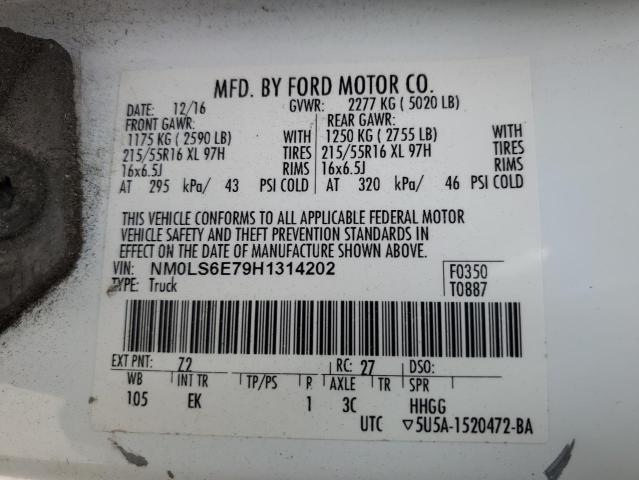 MFD. BY FORD MOTOR CO.
DATE: 12/16 GVWR: 2277 KG ( 5020 LB)
FRONT GAWR: REAR GAWR:
1175 KG ( 2590 LB) WITH 1250 KG ( 2755 LB) WITH
215/55R16 XL 97H TIRES 215/55R16 XL 97H TIRES
16x6.5J RIMS 16x6.5J RIMS
AT 295 kPa/ 43 PSI COLD AT 320 kPa/ 46 PSI COLD
THIS VEHICLE CONFORMS TO ALL APPLICABLE FEDERAL MOTOR
VEHICLE SAFETY AND THEFT PREVENTION STANDARDS IN
EFFECT ON THE DATE OF MANUFACTURE SHOWN ABOVE.
VIN: NM0LS6E79H1314202 F0350
TYPE: Truck T0887
EXT PNT: Z2 RC: 27 DSO:
WB INT TR TP/PS R AXLE TR SPR
105 EK 1 3C HHGG
UTC ▽5U5A-1520472-BA